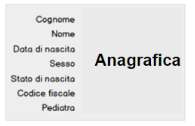 Cognome
Nome
Data di nascita
Sesso
Anagrafica
Stato di nascita
Codice fiscale
Pediatra